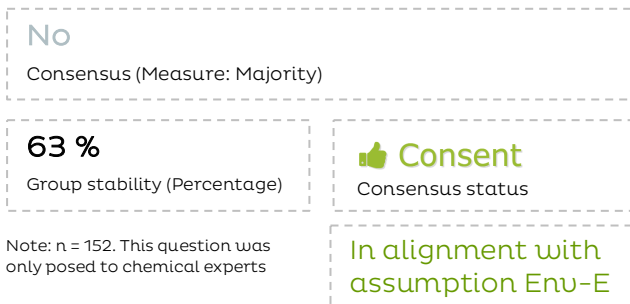 No
Consensus (Measure: Majority)
63 %
Group stability (Percentage)
Consent
Consensus status
Note: n = 152. This question was
only posed to chemical experts
In alignment with
assumption Env-E